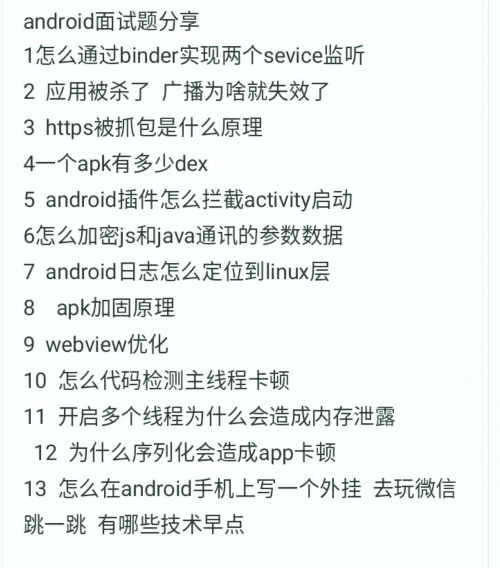 android面试题分享
1怎么通过binder实现两个sevice监听
2 应用被杀了 广播为啥就失效了
3 https被抓包是什么原理
4一个apk有多少dex
5 android插件怎么拦截activity启动
6怎么加密js和java通讯的参数数据
7 android日志怎么定位到linux层
8 apk加固原理
9 webview优化
10 怎么代码检测主线程卡顿
11 开启多个线程为什么会造成内存泄露
12 为什么序列化会造成app卡顿
13 怎么在android手机上写一个外挂 去玩微信
跳一跳 有哪些技术早点